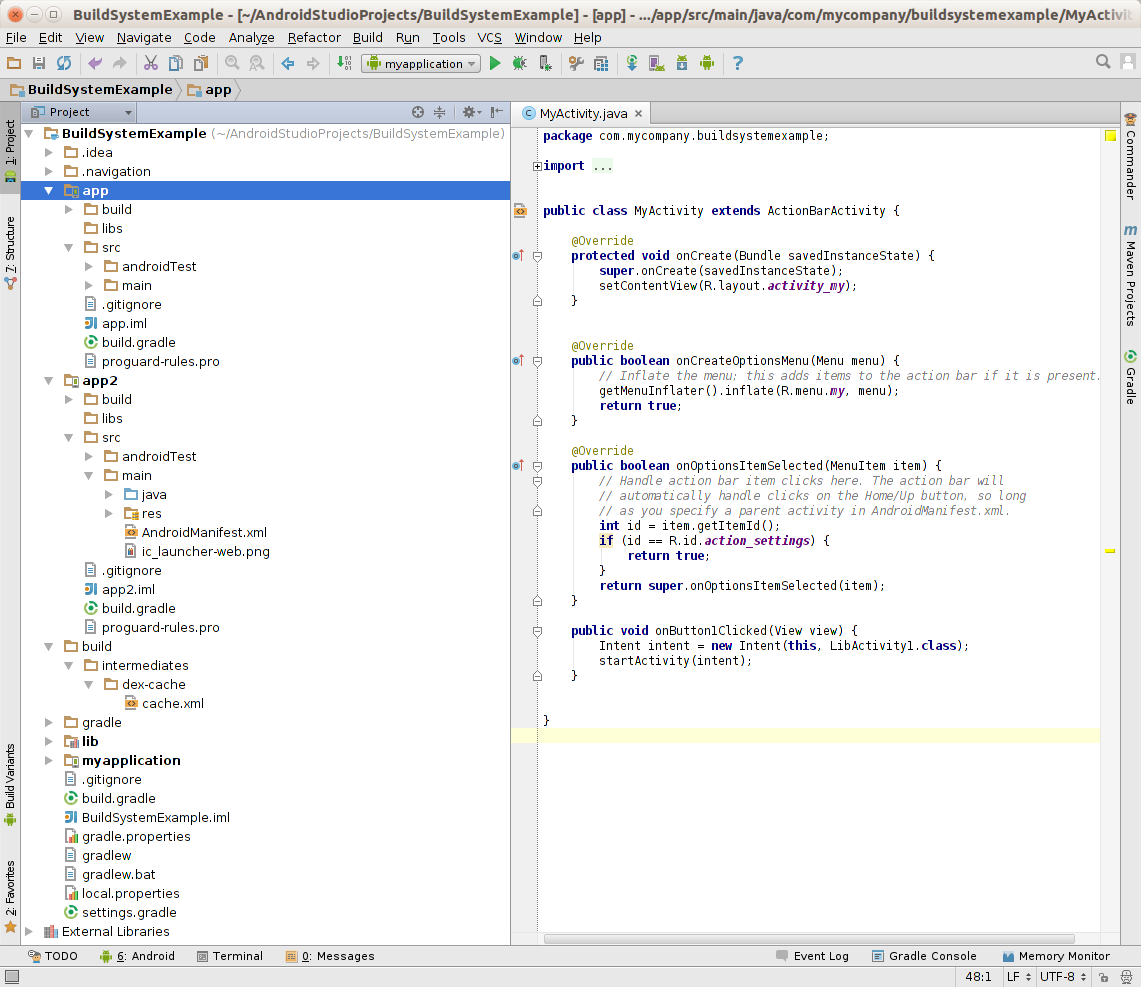 BuildSystemExample - [~/AndroidStudioProjects/BuildSystemExample] - [app] - .../app/src/main/java/com/mycompany/buildsystemexample/MyActivit
File Edit View Navigate Code Analyze Refactor Build Run Tools VCS Window Help
myapplication
BuildSystemExample app
Project
MyActivity.java
1: Project
7: Structure
Build Variants
2: Favorites
BuildSystemExample (~/AndroidStudioProjects/BuildSystemExample)
.idea
.navigation
app
build
libs
src
androidTest
main
.gitignore
app.iml
build.gradle
proguard-rules.pro
app2
build
libs
src
androidTest
main
java
res
AndroidManifest.xml
ic_launcher-web.png
.gitignore
app2.iml
build.gradle
proguard-rules.pro
build
intermediates
dex-cache
cache.xml
gradle
lib
myapplication
.gitignore
build.gradle
BuildSystemExample.iml
gradle.properties
gradlew
gradlew.bat
local.properties
settings.gradle
External Libraries
package com.mycompany.buildsystemexample;
import ...
public class MyActivity extends ActionBarActivity {
@Override
protected void onCreate(Bundle savedInstanceState) {
super.onCreate(savedInstanceState);
setContentView(R.layout.activity_my);
}
@Override
public boolean onCreateOptionsMenu(Menu menu) {
// Inflate the menu; this adds items to the action bar if it is present.
getMenuInflater().inflate(R.menu.my, menu);
return true;
}
@Override
public boolean onOptionsItemSelected(MenuItem item) {
// Handle action bar item clicks here. The action bar will
// automatically handle clicks on the Home/Up button, so long
// as you specify a parent activity in AndroidManifest.xml.
int id = item.getItemId();
if (id == R.id.action_settings) {
return true;
}
return super.onOptionsItemSelected(item);
}
public void onButton1Clicked(View view) {
Intent intent = new Intent(this, LibActivity1.class);
startActivity(intent);
}
}
Commander
Maven Projects
Gradle
TODO 6: Android Terminal 0: Messages Event Log Gradle Console Memory Monitor
48:1 LF UTF-8